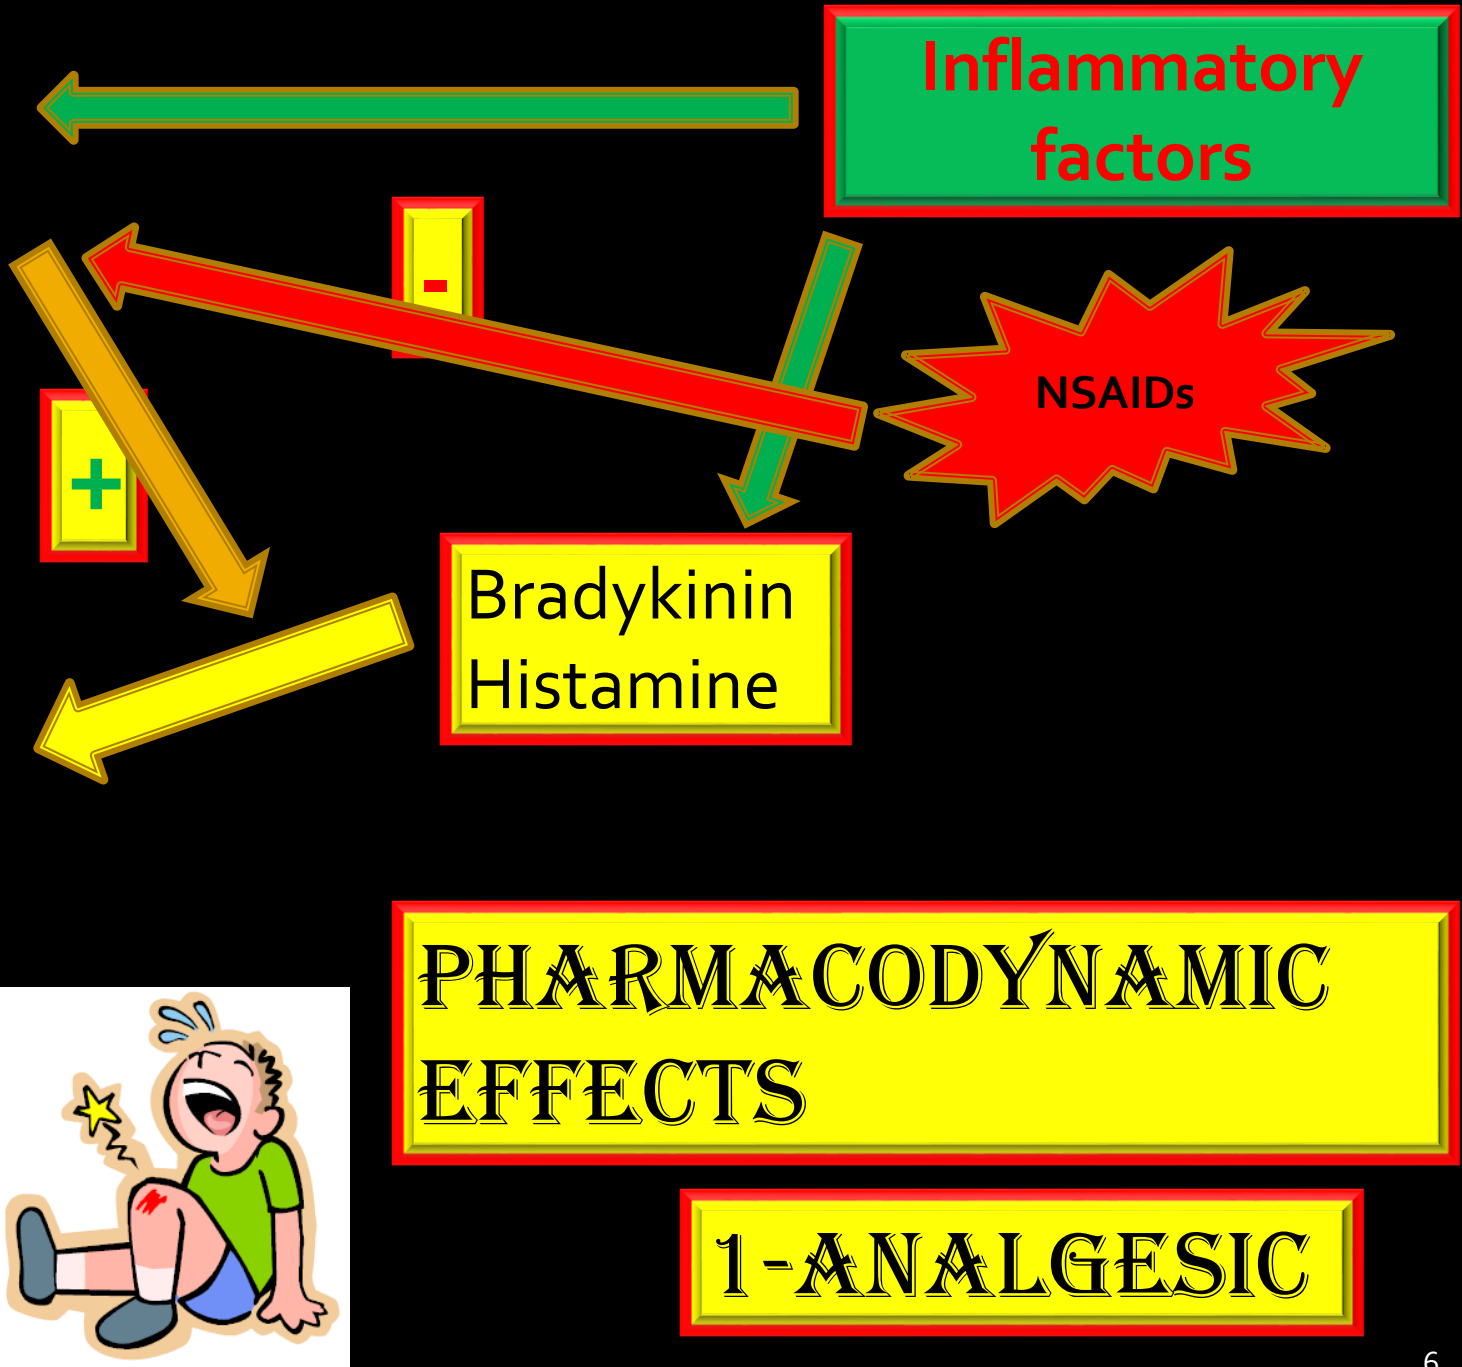 Inflammatory
factors
-
NSAIDs
+
Bradykinin
Histamine
PHARMACODYNAMIC
EFFECTS
1-ANALGESIC
6